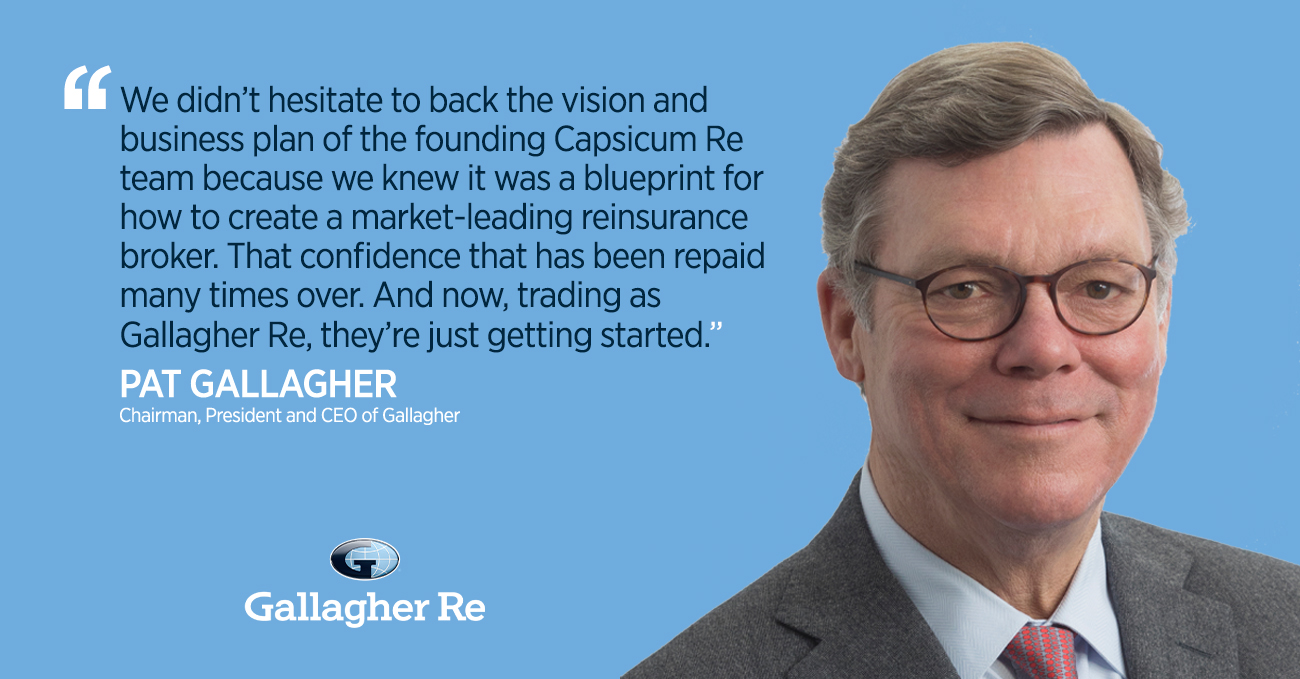 “We didn’t hesitate to back the vision and
business plan of the founding Capsicum Re
team because we knew it was a blueprint for
how to create a market-leading reinsurance
broker. That confidence that has been repaid
many times over. And now, trading as
Gallagher Re, they’re just getting started.”
PAT GALLAGHER
Chairman, President and CEO of Gallagher
G
Gallagher Re